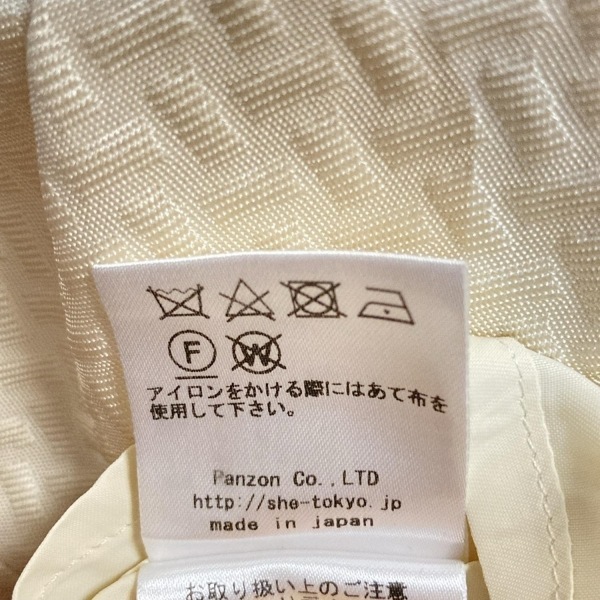 F W
アイロンをかける際にはあて布を
使用して下さい。
Panzon Co.,LTD
http://she-tokyo.jp
made in japan
お取り扱い上のご注意